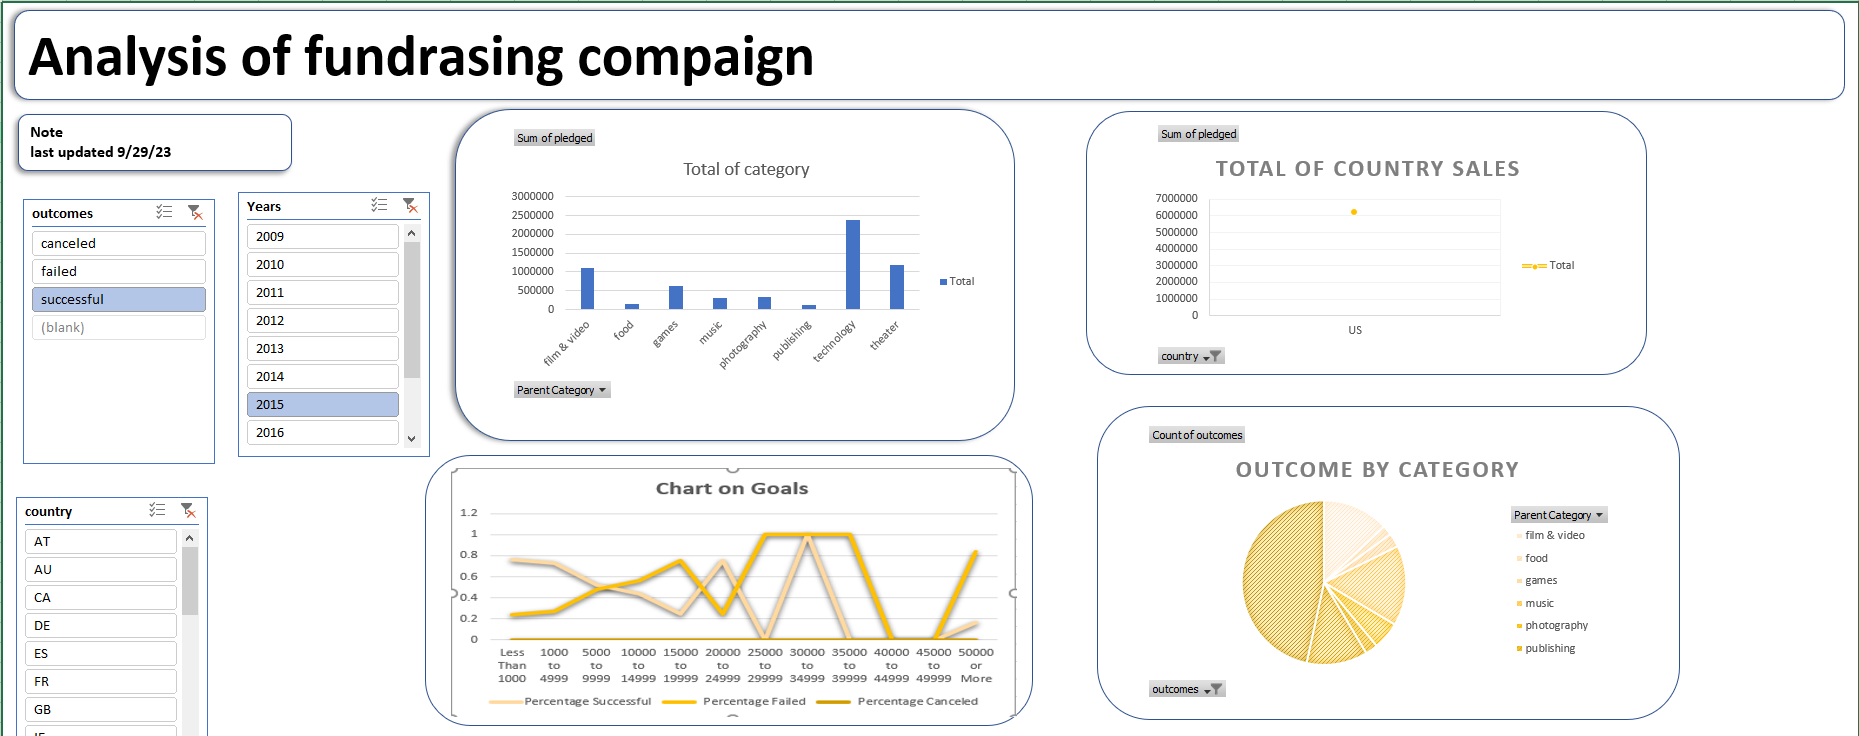 Analysis of fundrasing compaign
Note
last updated 9/29/23
outcomes
canceled
failed
successful
(blank)
Years
2009
2010
2011
2012
2013
2014
2015
2016
country
AT
AU
CA
DE
ES
FR
GB
Sum of pledged
Total of category
3000000
2500000
2000000
1500000
1000000
500000
0
film & video
food
games
music
photography
publishing
technology
theater
Total
Parent Category
Sum of pledged
TOTAL OF COUNTRY SALES
7000000
6000000
5000000
4000000
3000000
2000000
1000000
0
US
Total
country
Chart on Goals
1.2
1
0.8
0.6
0.4
0.2
0
Less Than 1000
1000 to 4999
5000 to 9999
10000 to 14999
15000 to 19999
20000 to 24999
25000 to 29999
30000 to 34999
35000 to 39999
40000 to 44999
45000 to 49999
50000 or More
Percentage Successful
Percentage Failed
Percentage Canceled
Count of outcomes
OUTCOME BY CATEGORY
Parent Category
film & video
food
games
music
photography
publishing
outcomes